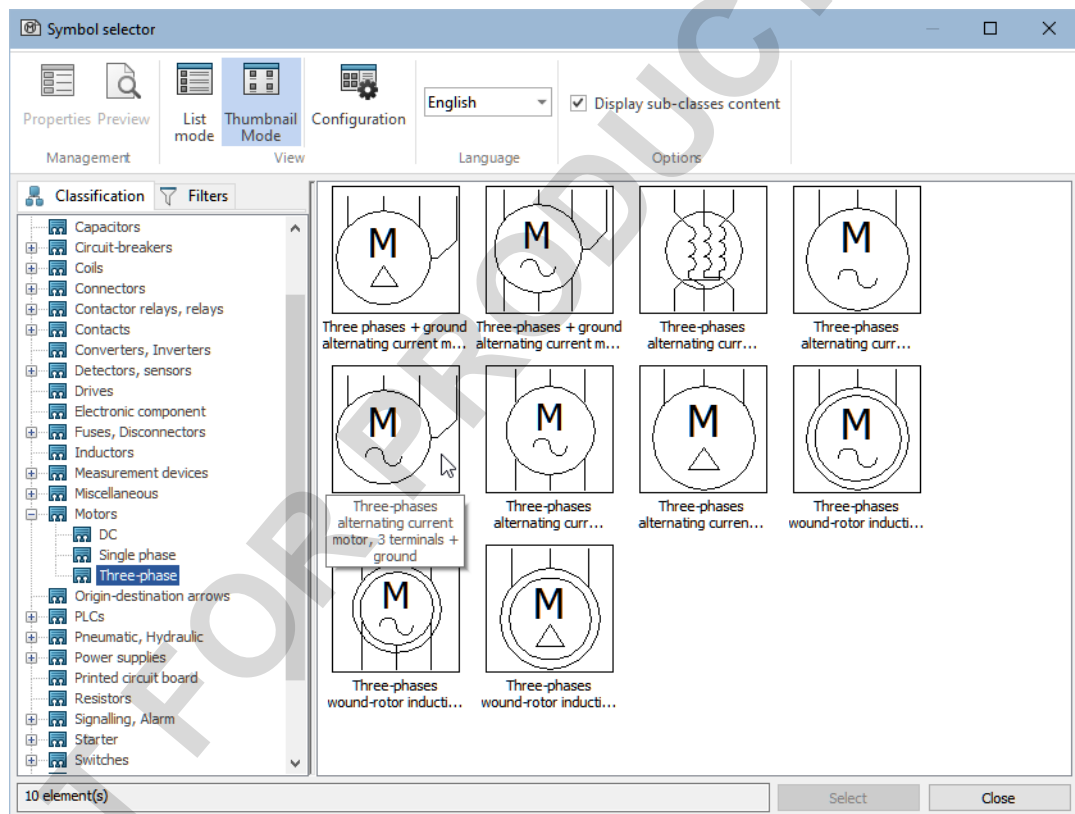 Symbol selector
Properties Preview List mode Thumbnail Mode Configuration English Display sub-classes content
Management View Language Options
Classification Filters
Capacitors
Circuit-breakers
Coils
Connectors
Contactor relays, relays
Contacts
Converters, Inverters
Detectors, sensors
Drives
Electronic component
Fuses, Disconnectors
Inductors
Measurement devices
Miscellaneous
Motors
DC
Single phase
Three-phase
Origin-destination arrows
PLCs
Pneumatic, Hydraulic
Power supplies
Printed circuit board
Resistors
Signalling, Alarm
Starter
Switches
M M M
Three phases + ground Three-phases + ground Three-phases Three-phases
alternating current m... alternating current m... alternating curr... alternating curr...
M M M M
Three-phases
alternating current
motor, 3 terminals +
ground
Three-phases Three-phases Three-phases
alternating curr... alternating curren... wound-rotor inducti...
M M
Three-phases Three-phases
wound-rotor inducti... wound-rotor inducti...
10 element(s) Select Close
T FOR PRODUCT